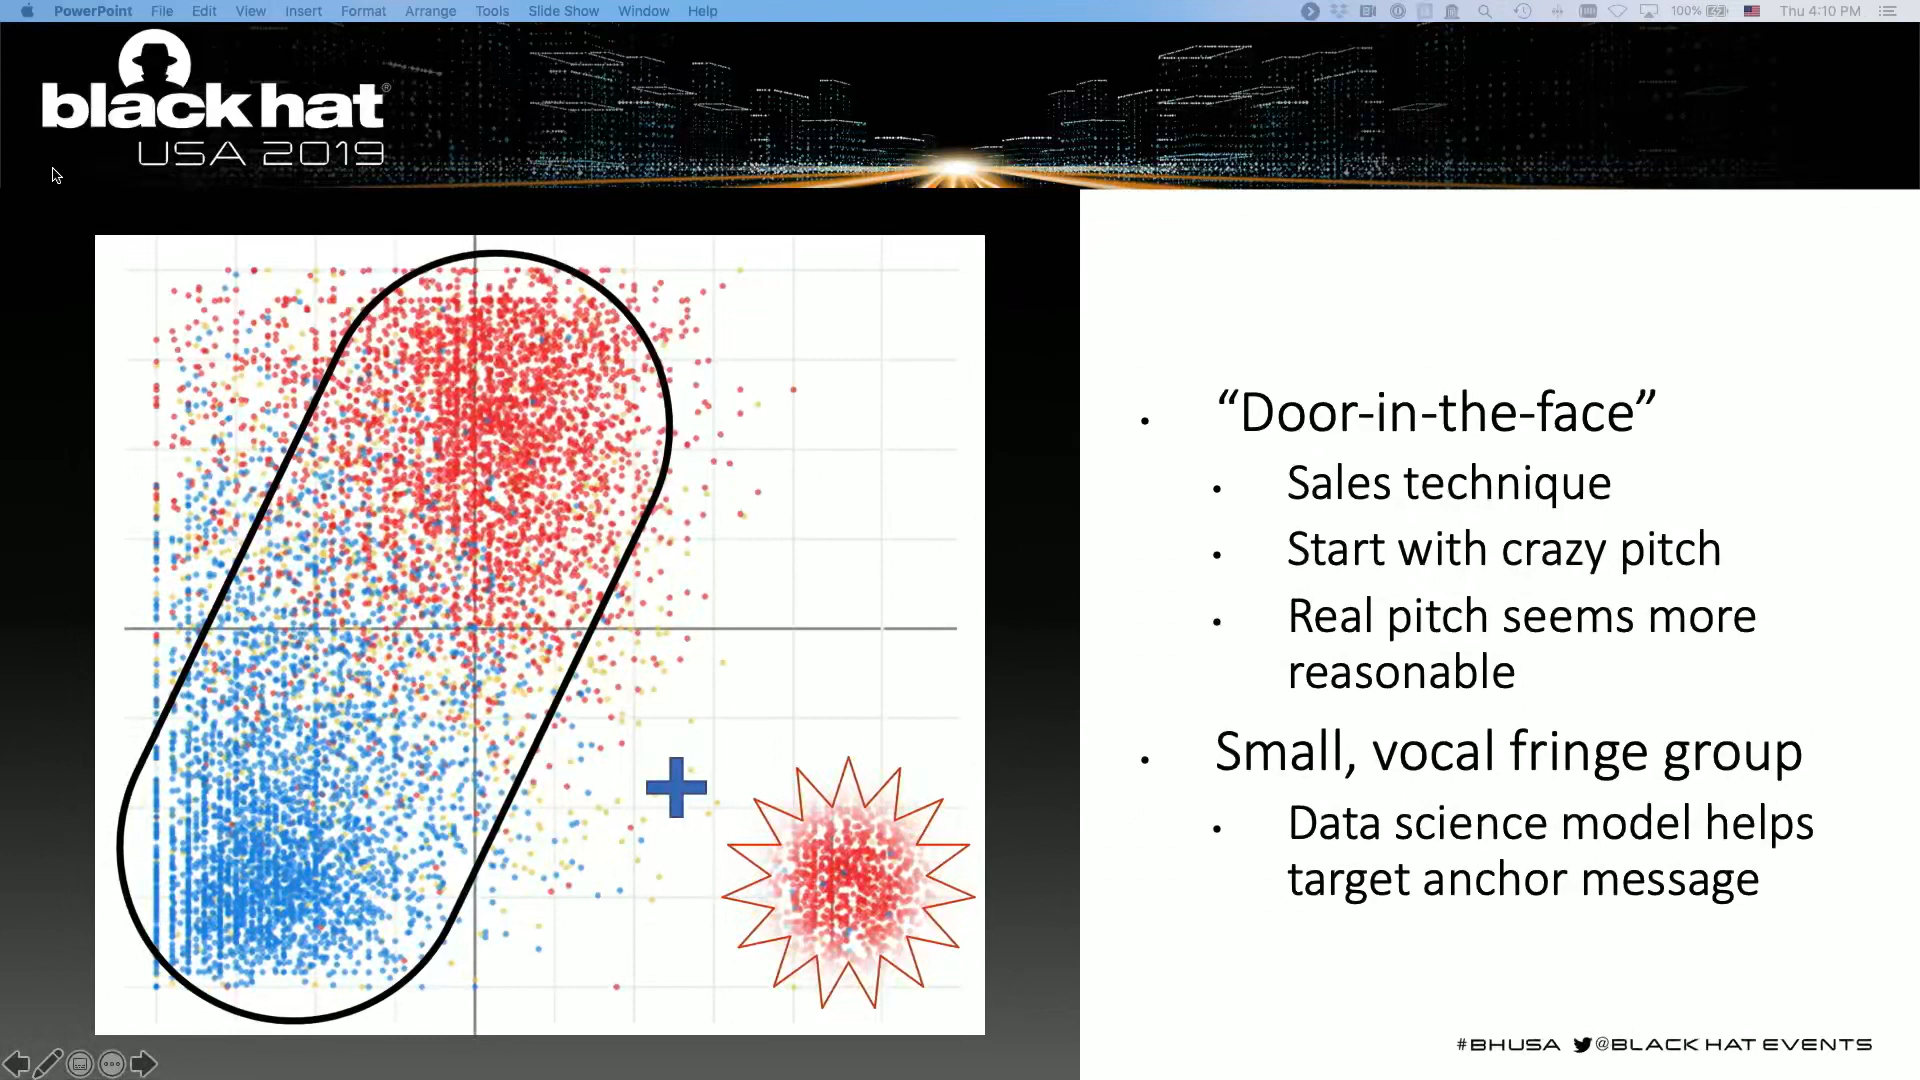 PowerPoint File Edit View Insert Format Arrange Tools Slide Show Window Help 100% Thu 4:10 PM
black hat®
USA 2019
• “Door-in-the-face”
• Sales technique
• Start with crazy pitch
• Real pitch seems more
reasonable
• Small, vocal fringe group
• Data science model helps
target anchor message
#BHUSA @BLACK HAT EVENTS